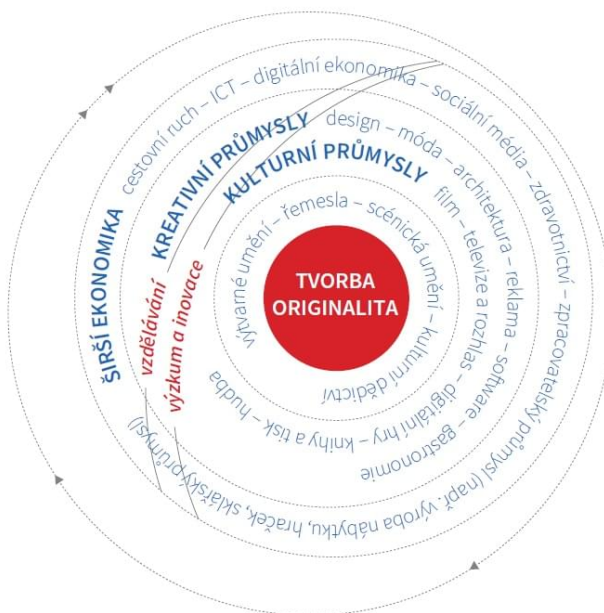 ŠIRŠÍ EKONOMIKA
cestovní ruch – ICT – digitální ekonomika – sociální média – zdravotnictví – zpracovatelský průmysl (např. výroba nábytku, hraček, sklářský průmysl)
KREATIVNÍ PRŮMYSLY
design – móda – architektura – reklama – software – gastronomie
KULTURNÍ PRŮMYSLY
film – televize a rozhlas – digitální hry – knihy a tisk – hudba
výtvarné umění – řemesla – scénická umění – kulturní dědictví
TVORBA
ORIGINALITA
vzdělávání
výzkum a inovace